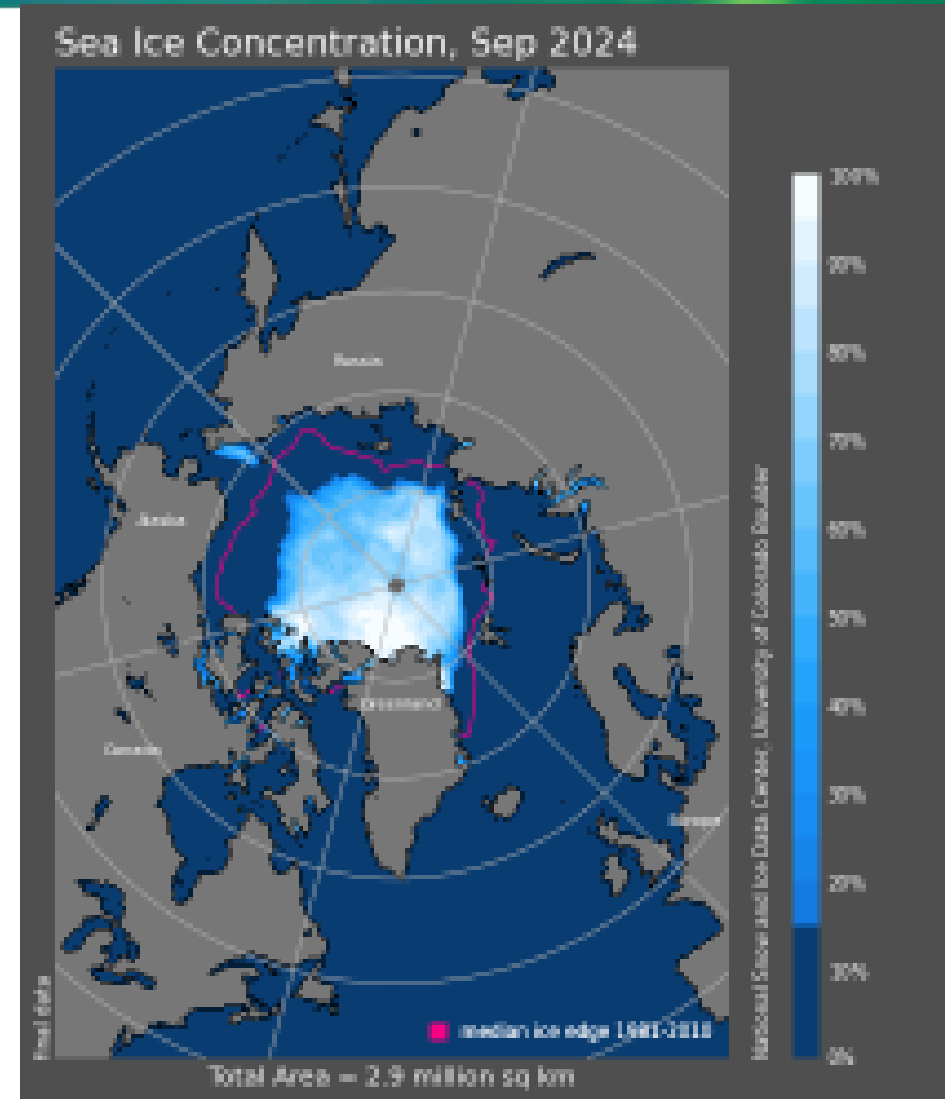 Sea Ice Concentration, Sep 2024
100%
90%
80%
70%
60%
50%
40%
30%
20%
10%
0%
Russia
Alaska
Canada
Greenland
Europe
National Snow and Ice Data Center, University of Colorado Boulder
final data
median ice edge 1981-2010
Total Area = 2.9 million sq km